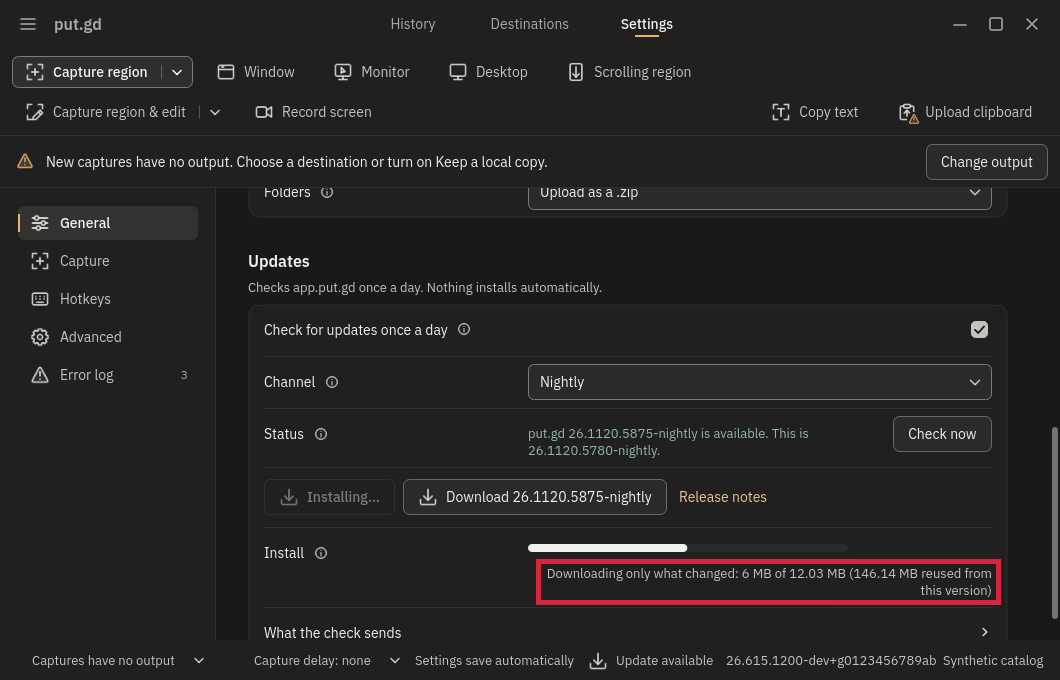 put.gd
History
Destinations
Settings
Capture region
Window
Monitor
Desktop
Scrolling region
Capture region & edit
Record screen
Copy text
Upload clipboard
New captures have no output. Choose a destination or turn on Keep a local copy.
Change output
General
Capture
Hotkeys
Advanced
Error log
3
Folders
Upload as a .zip
Updates
Checks app.put.gd once a day. Nothing installs automatically.
Check for updates once a day
Channel
Nightly
Status
put.gd 26.1120.5875-nightly is available. This is
26.1120.5780-nightly.
Check now
Installing...
Download 26.1120.5875-nightly
Release notes
Install
Downloading only what changed: 6 MB of 12.03 MB (146.14 MB reused from
this version)
What the check sends
Captures have no output
Capture delay: none
Settings save automatically
Update available
26.615.1200-dev+g0123456789ab
Synthetic catalog